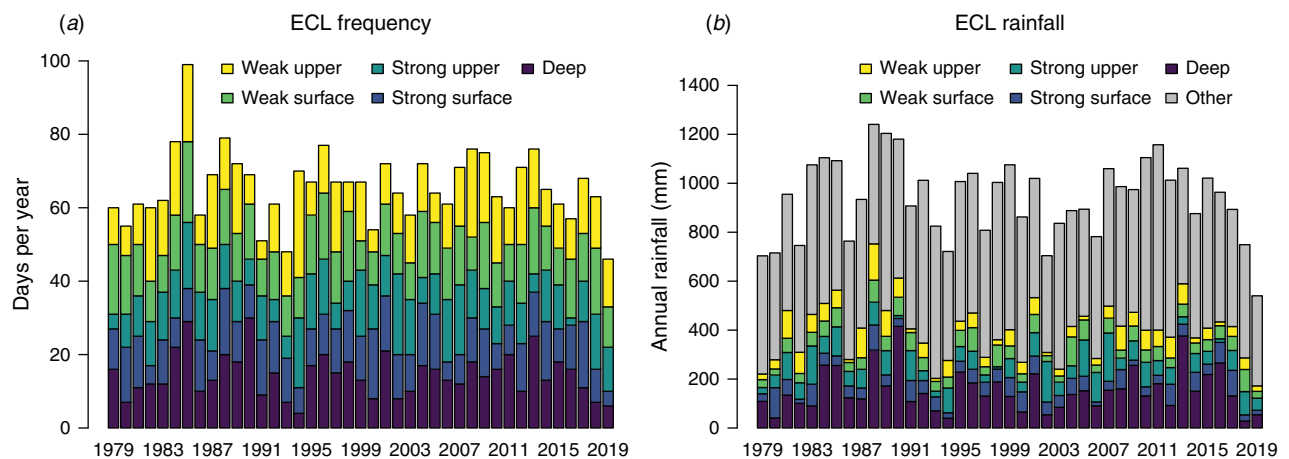 (a) ECL frequency
Weak upper Strong upper Deep
Weak surface Strong surface
Days per year
100
80
60
40
20
0
1979 1983 1987 1991 1995 1999 2003 2007 2011 2015 2019
(b) ECL rainfall
Weak upper Strong upper Deep
Weak surface Strong surface Other
Annual rainfall (mm)
1400
1200
1000
800
600
400
200
0
1979 1983 1987 1991 1995 1999 2003 2007 2011 2015 2019